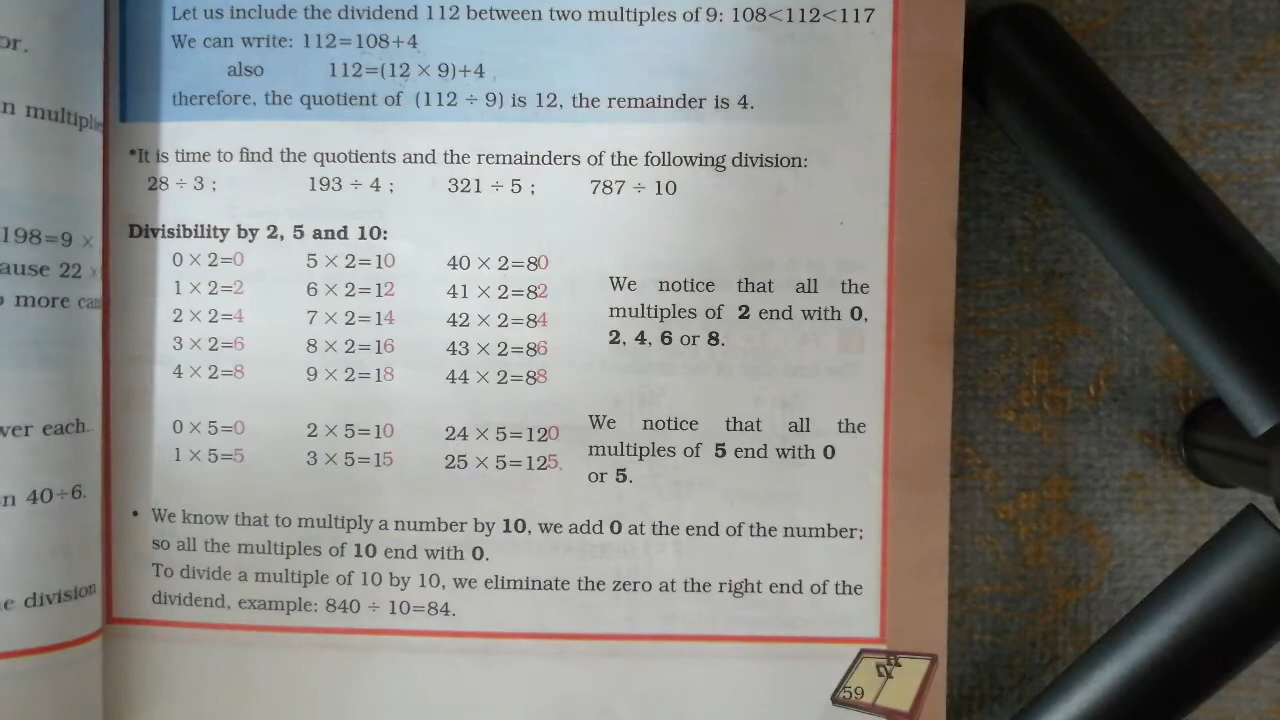 or.
n multiplie
198=9 ×
ause 22 ×
more can
wer each.
n 40÷6.
e division
Let us include the dividend 112 between two multiples of 9: 108<112<117
We can write: 112=108+4
also 112=(12 × 9)+4
therefore, the quotient of (112 ÷ 9) is 12, the remainder is 4.
*It is time to find the quotients and the remainders of the following division:
28 ÷ 3 ; 193 ÷ 4 ; 321 ÷ 5 ; 787 ÷ 10
Divisibility by 2, 5 and 10:
0 × 2=0 5 × 2=10 40 × 2=80
1 × 2=2 6 × 2=12 41 × 2=82
2 × 2=4 7 × 2=14 42 × 2=84
3 × 2=6 8 × 2=16 43 × 2=86
4 × 2=8 9 × 2=18 44 × 2=88
We notice that all the
multiples of 2 end with 0,
2, 4, 6 or 8.
0 × 5=0 2 × 5=10 24 × 5=120
1 × 5=5 3 × 5=15 25 × 5=125
We notice that all the
multiples of 5 end with 0
or 5.
• We know that to multiply a number by 10, we add 0 at the end of the number;
so all the multiples of 10 end with 0.
To divide a multiple of 10 by 10, we eliminate the zero at the right end of the
dividend, example: 840 ÷ 10=84.
59